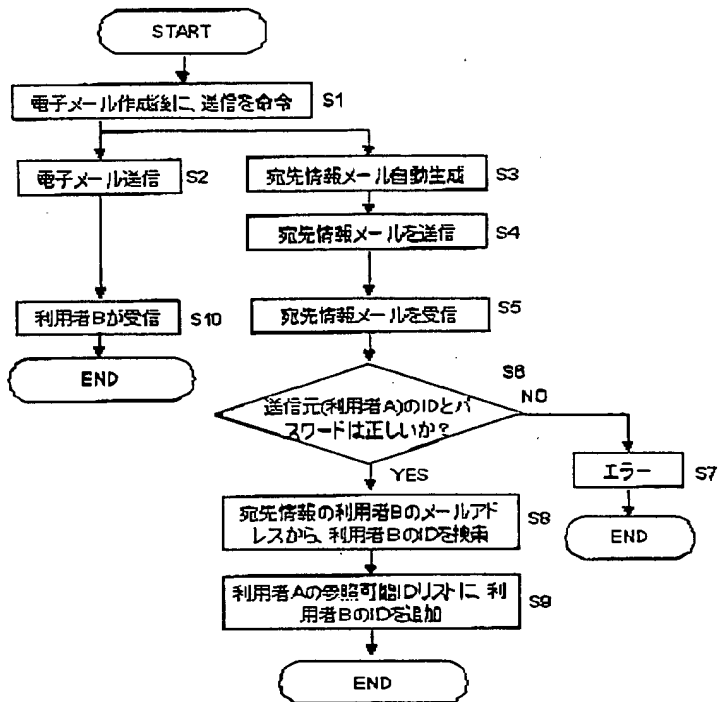 START
電子メール作成後に、送信を命令 S1
電子メール送信 S2
宛先情報メール自動生成 S3
宛先情報メールを送信 S4
利用者Bが受信 S10
宛先情報メールを受信 S5
END
S6
送信元(利用者A)のIDとパ
スワードは正しいか?
NO
YES
エラー S7
END
宛先情報の利用者Bのメールアド
レスから、利用者BのIDを検索
S8
利用者Aの参照可能IDリストに、利
用者BのIDを追加
S9
END